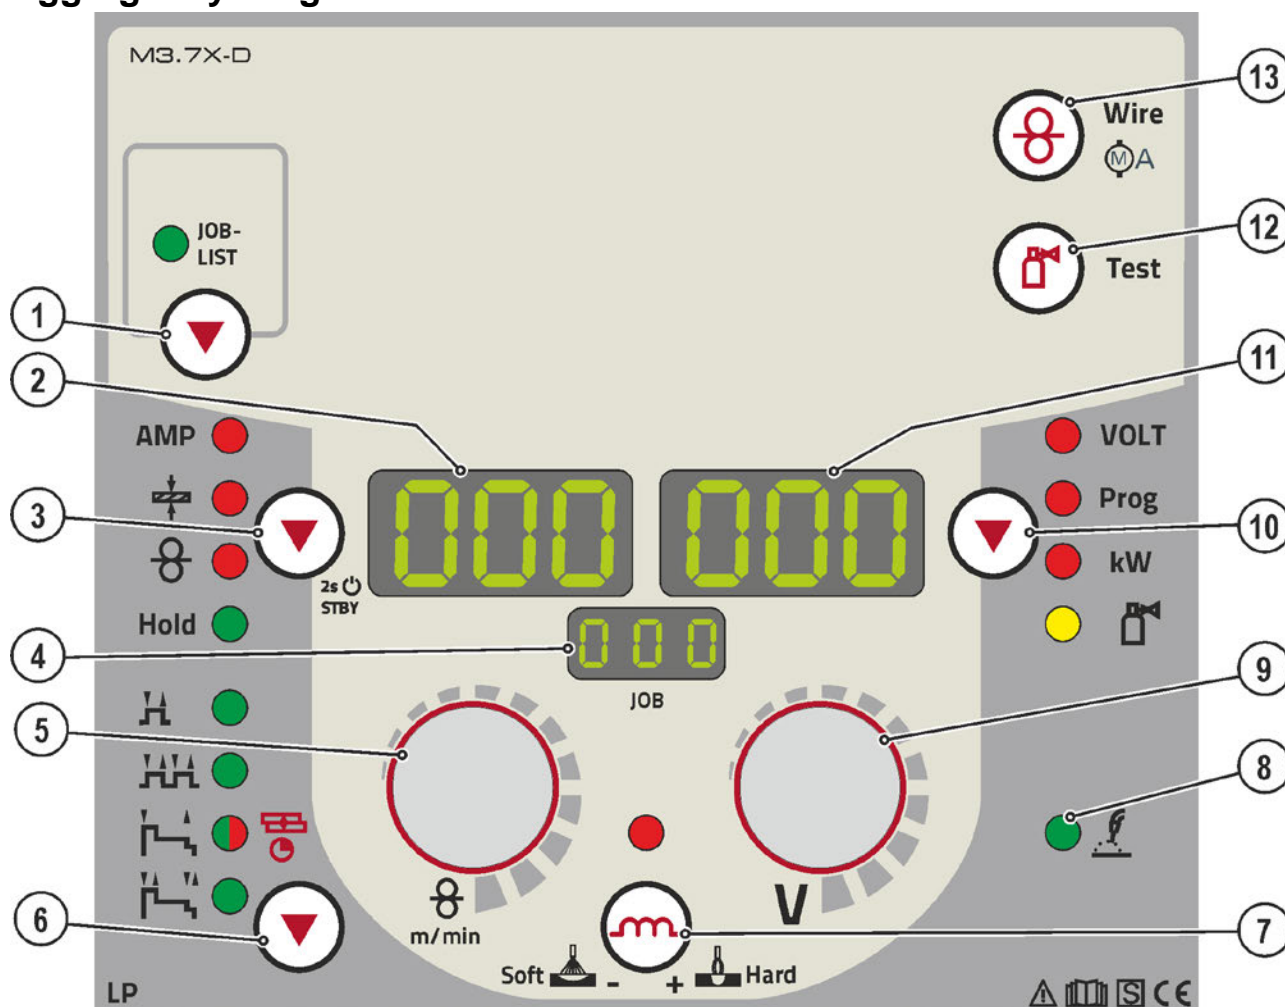 M3.7X-D
13
Wire
M A
12
Test
JOB-
LIST
1
2
11
AMP
VOLT
000
000
Prog
3
10
kW
2s
STBY
Hold
000
4
JOB
9
5
8
m/min
V
6
7
Soft - + Hard
LP
S CE